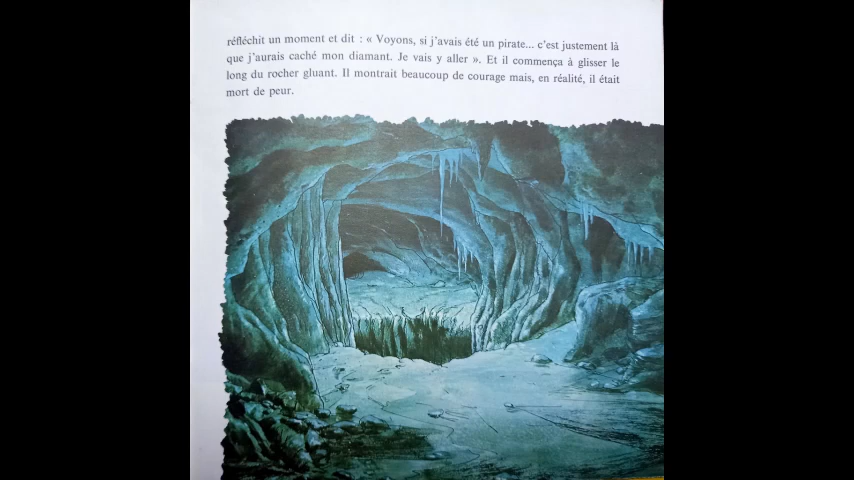 réfléchit un moment et dit : « Voyons, si j'avais été un pirate... c'est justement là
que j'aurais caché mon diamant. Je vais y aller ». Et il commença à glisser le
long du rocher gluant. Il montrait beaucoup de courage mais, en réalité, il était
mort de peur.